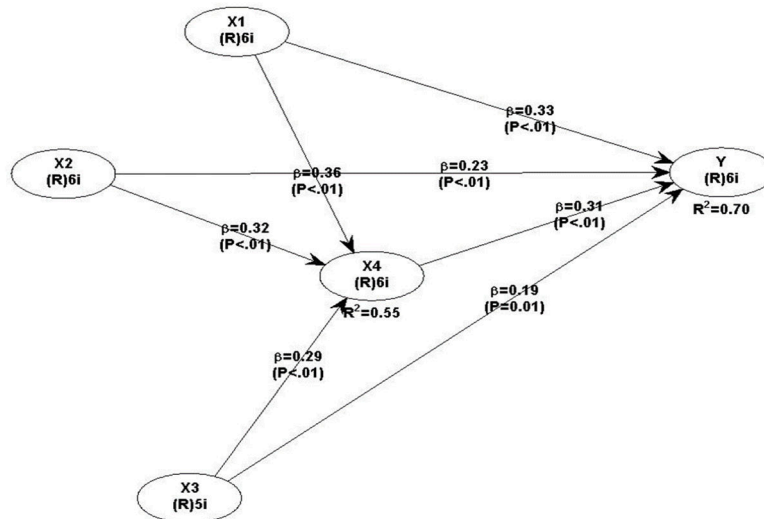 X1
(R)6i
β=0.33
(P<.01)
X2
(R)6i
β=0.36
(P<.01)
β=0.23
(P<.01)
Y
(R)6i
R²=0.70
β=0.32
(P<.01)
β=0.31
(P<.01)
X4
(R)6i
R²=0.55
β=0.19
(P=0.01)
β=0.29
(P<.01)
X3
(R)5i